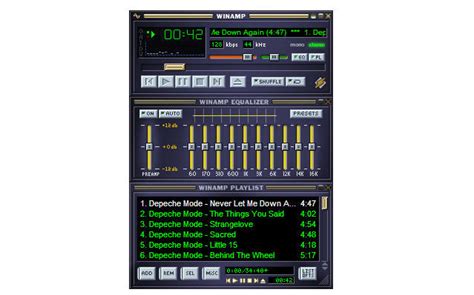 WINAMP
00:42
Me Down Again (4:47) *** 1. Dep
128 kbps 44 kHz mono stereo
EQ PL
SHUFFLE
WINAMP EQUALIZER
ON AUTO PRESETS
+12 db
+0 db
-12 db
PREAMP 60 170 310 600 1K 3K 6K 12K 14K 16K
WINAMP PLAYLIST
1. Depeche Mode - Never Let Me Down A... 4:47
2. Depeche Mode - The Things You Said 4:02
3. Depeche Mode - Strangelove 4:54
4. Depeche Mode - Sacred 4:48
5. Depeche Mode - Little 15 4:18
6. Depeche Mode - Behind The Wheel 5:17
ADD REM SEL MISC 0:00/34:48+ LIST OPTS
00:42